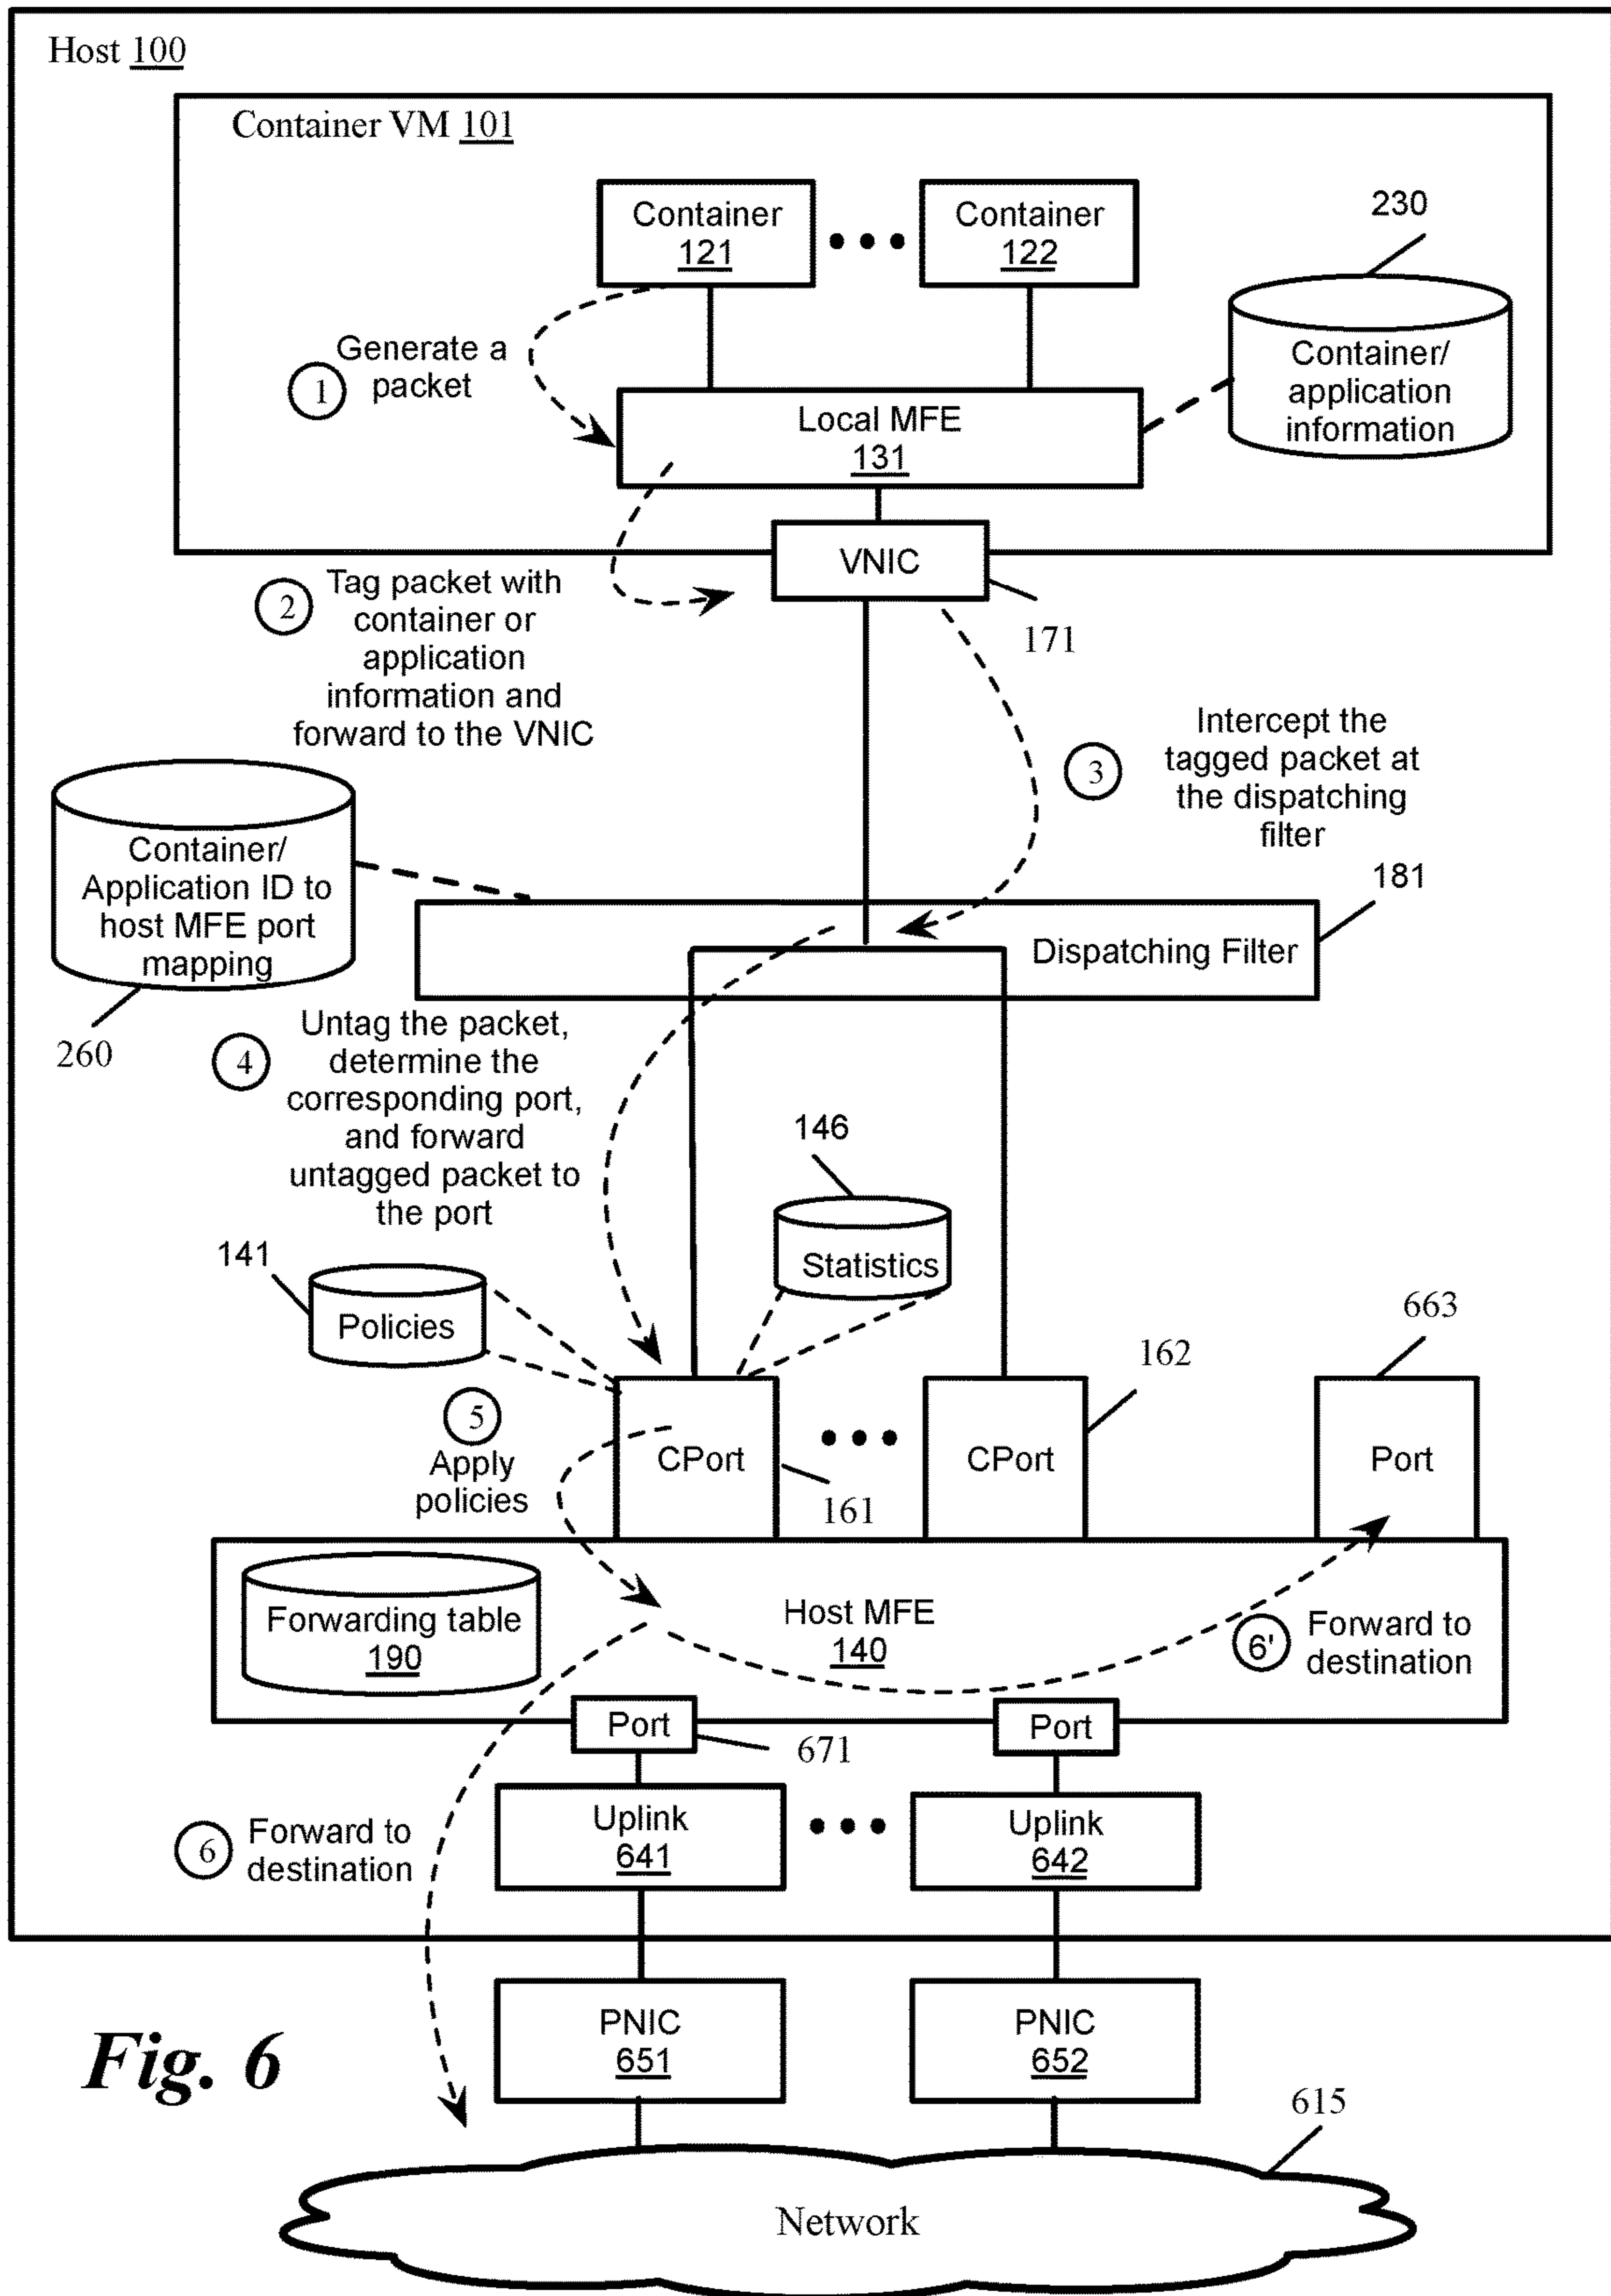 Host 100
Container VM 101
Container
121
Container
122
230
Container/
application
information
1
Generate a
packet
Local MFE
131
VNIC
171
2
Tag packet with
container or
application
information and
forward to the VNIC
3
Intercept the
tagged packet at
the dispatching
filter
Container/
Application ID to
host MFE port
mapping
260
181
Dispatching Filter
4
Untag the packet,
determine the
corresponding port,
and forward
untagged packet to
the port
146
Statistics
141
Policies
663
162
5
Apply
policies
CPort
161
CPort
Port
Forwarding table
190
Host MFE
140
6'
Forward to
destination
Port
671
Port
6
Forward to
destination
Uplink
641
Uplink
642
PNIC
651
PNIC
652
Fig. 6
615
Network